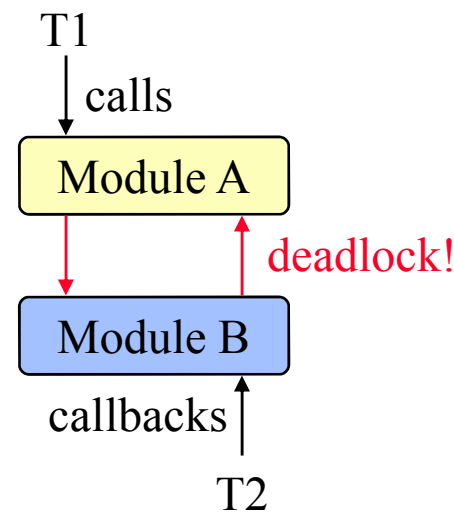 T1
calls
Module A
deadlock!
Module B
callbacks
T2